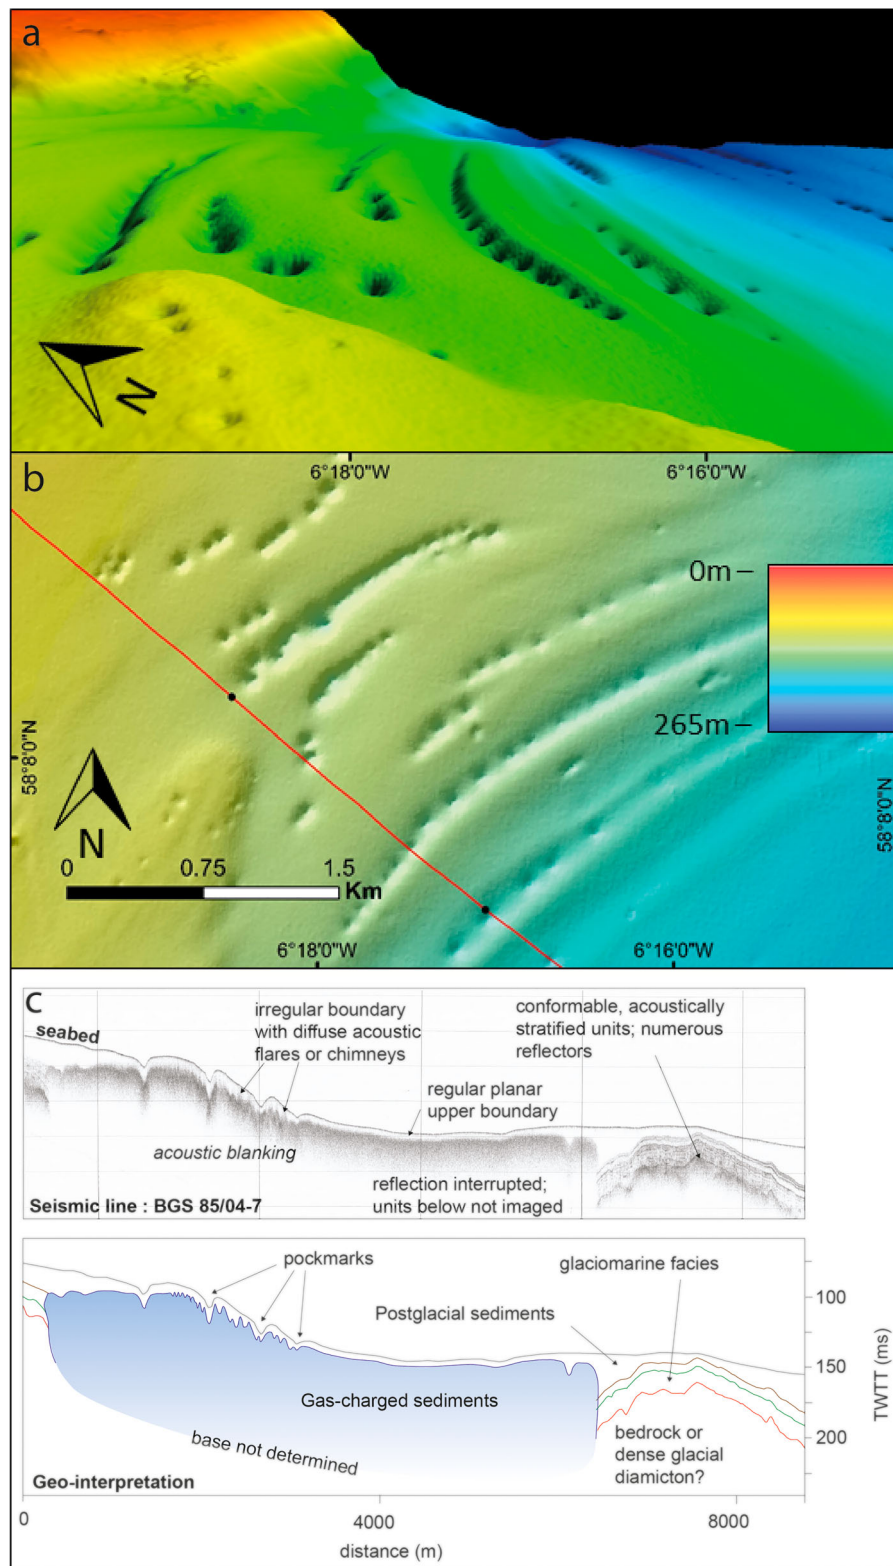 a
N
b
6°18'0"W
6°16'0"W
0m
265m
58°8'0"N
58°8'0"N
N
0
0.75
1.5
Km
6°18'0"W
6°16'0"W
c
seabed
irregular boundary
with diffuse acoustic
flares or chimneys
conformable, acoustically
stratified units; numerous
reflectors
regular planar
upper boundary
acoustic blanking
reflection interrupted;
units below not imaged
Seismic line : BGS 85/04-7
pockmarks
glaciomarine facies
Postglacial sediments
100
150
200
TWTT (ms)
Gas-charged sediments
base not determined
bedrock or
dense glacial
diamicton?
Geo-interpretation
0
4000
8000
distance (m)